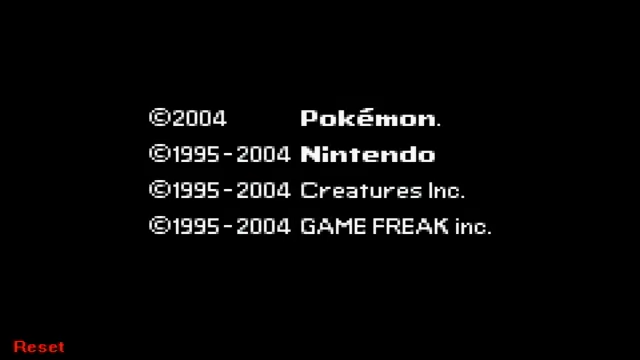 ©2004 Pokémon.
©1995-2004 Nintendo
©1995-2004 Creatures Inc.
©1995-2004 GAME FREAK inc.
Reset